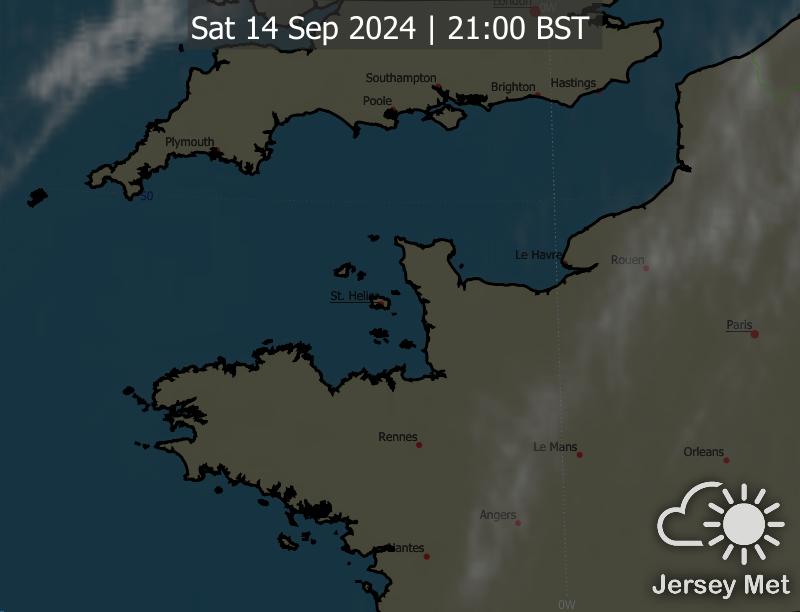 London
0W
Sat 14 Sep 2024 | 21:00 BST
Southampton
Brighton
Hastings
Poole
Plymouth
50
Le Havre
Rouen
St. Helier
Paris
Rennes
Le Mans
Orleans
Angers
Nantes
Jersey Met
0W